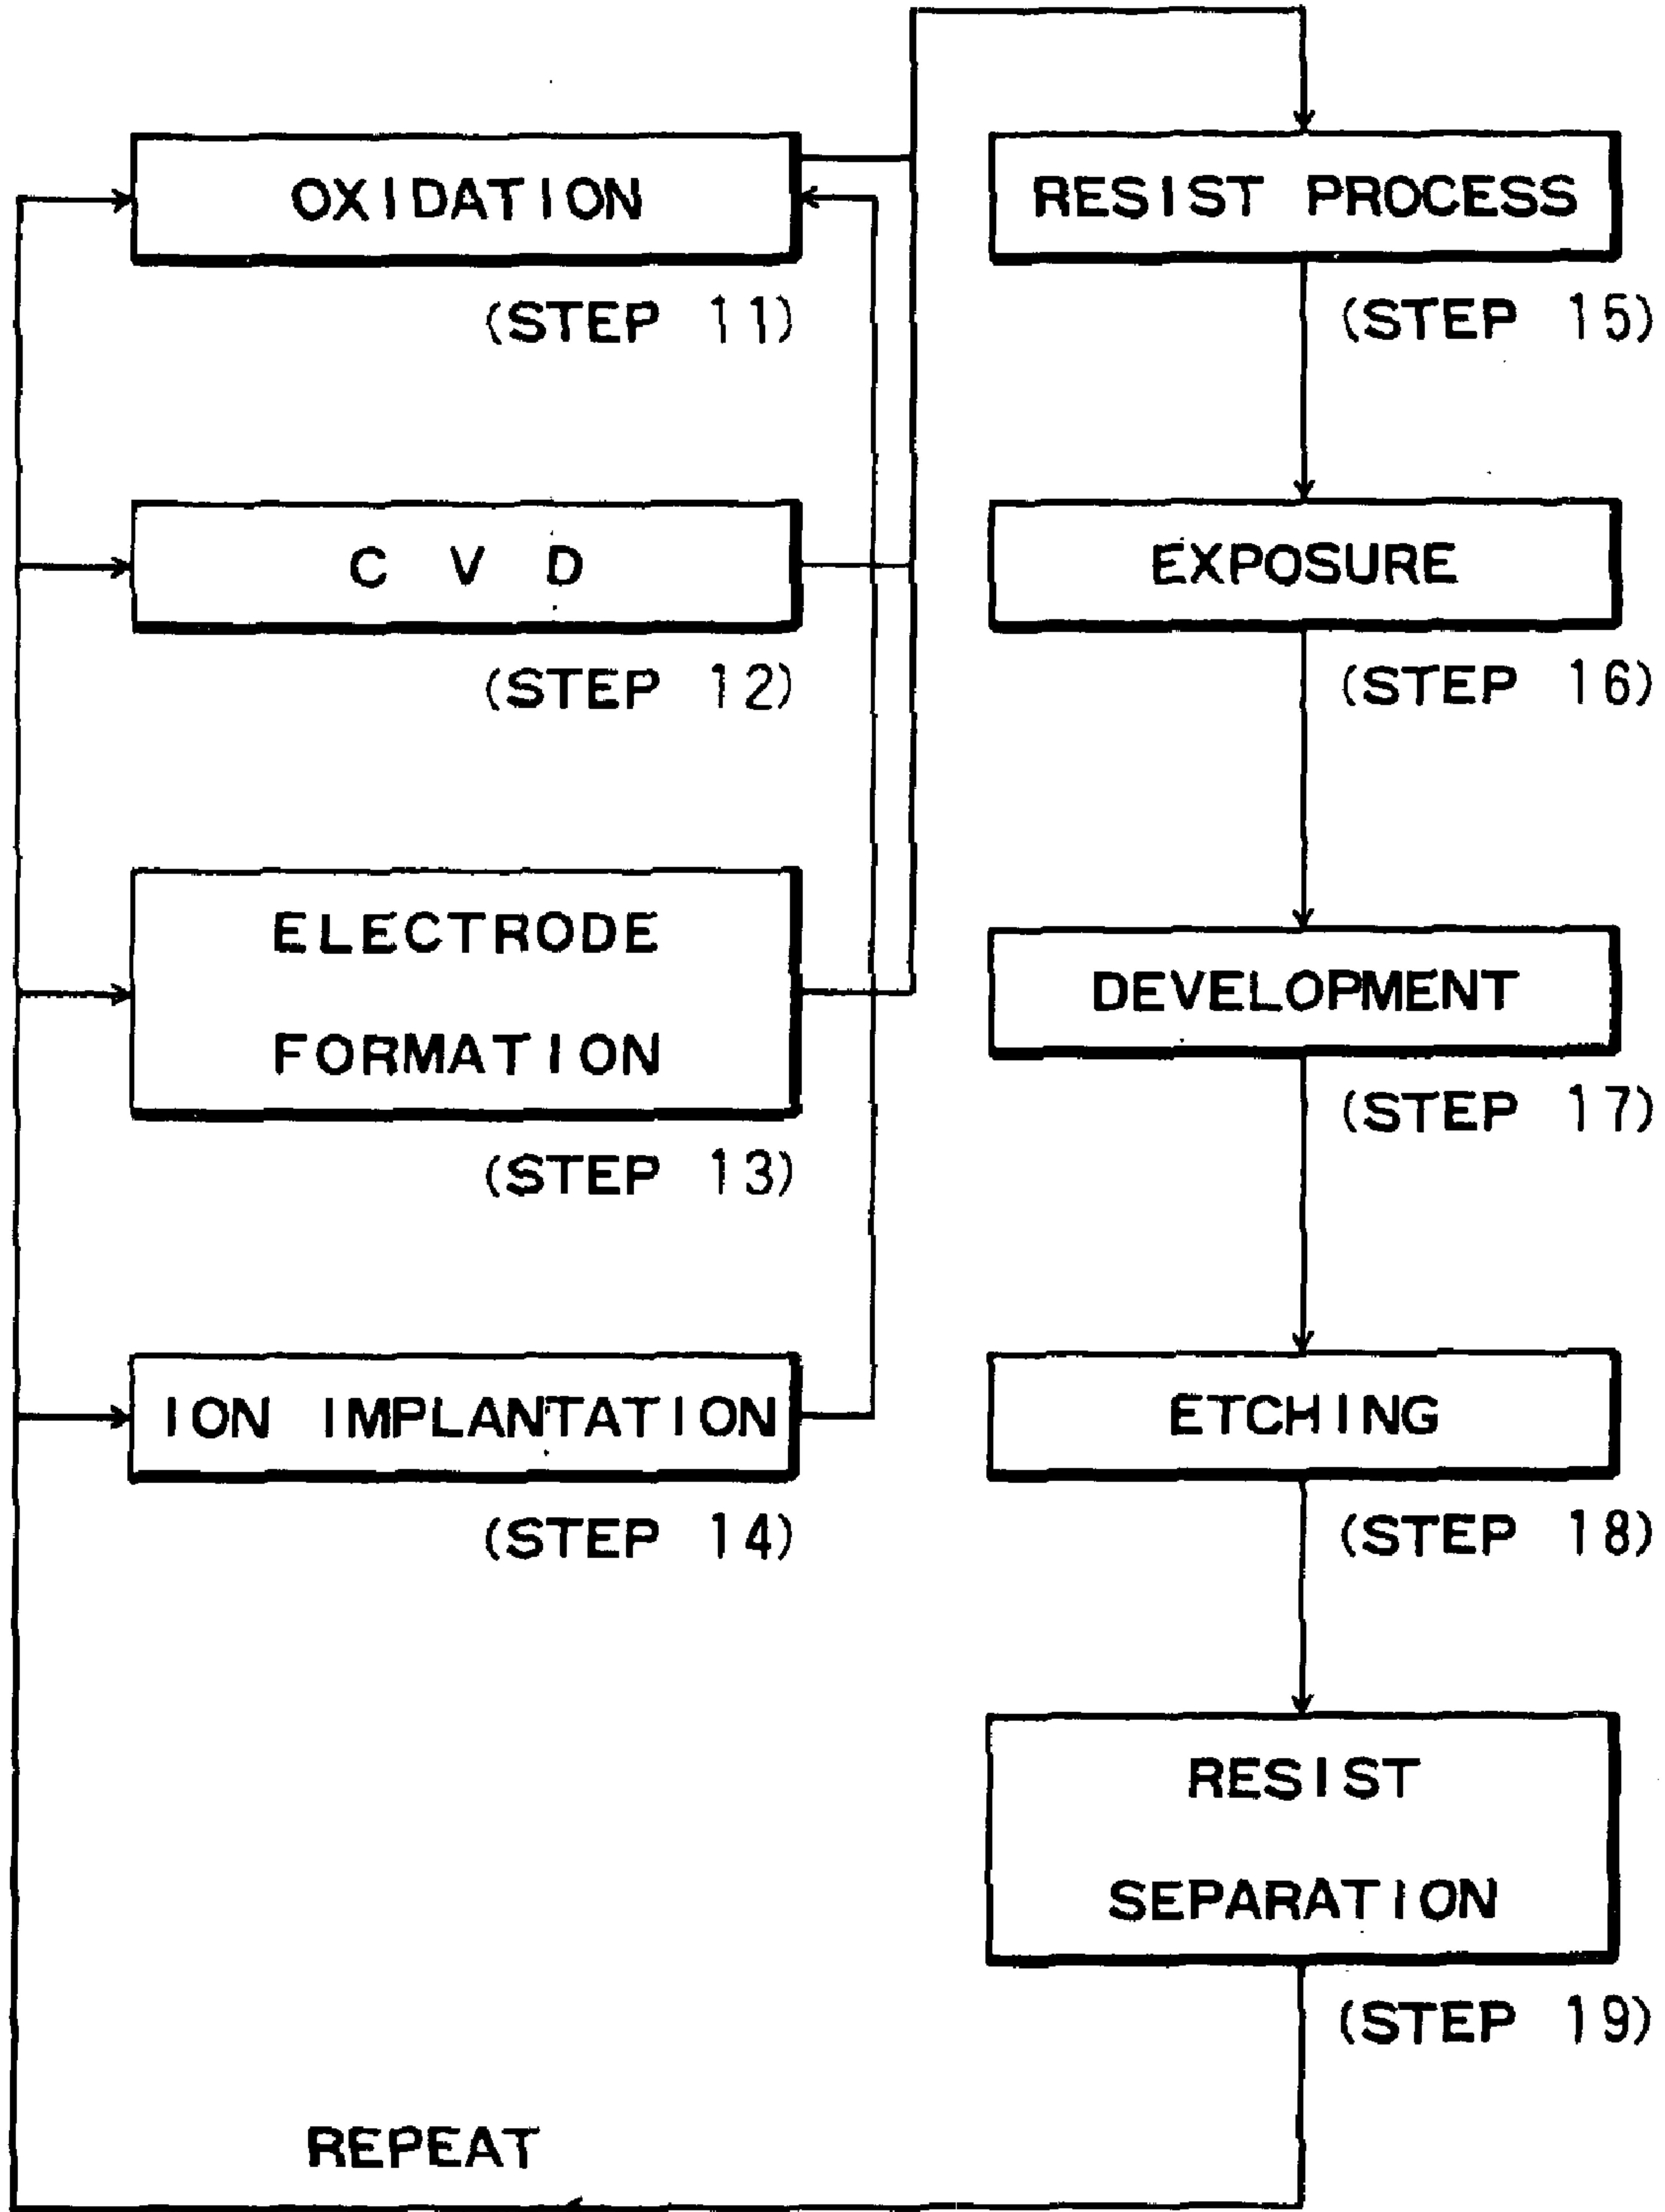 OXIDATION
(STEP 11)
C V D
(STEP 12)
ELECTRODE
FORMATION
(STEP 13)
ION IMPLANTATION
(STEP 14)
RESIST PROCESS
(STEP 15)
EXPOSURE
(STEP 16)
DEVELOPMENT
(STEP 17)
ETCHING
(STEP 18)
RESIST
SEPARATION
(STEP 19)
REPEAT